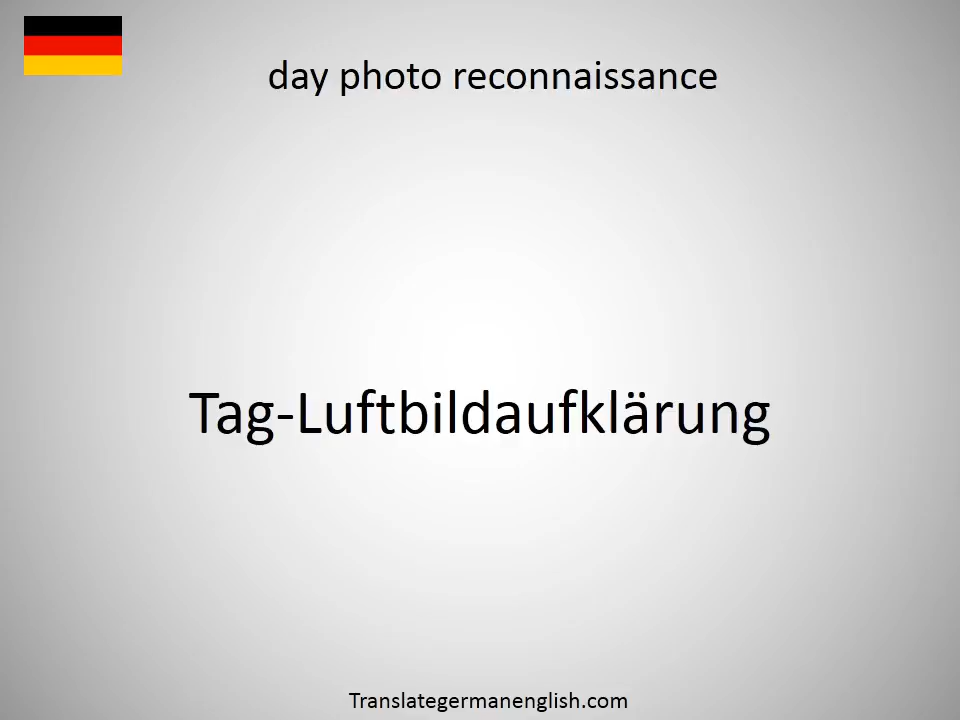 day photo reconnaissance
Tag-Luftbildaufklärung
Translategermanenglish.com